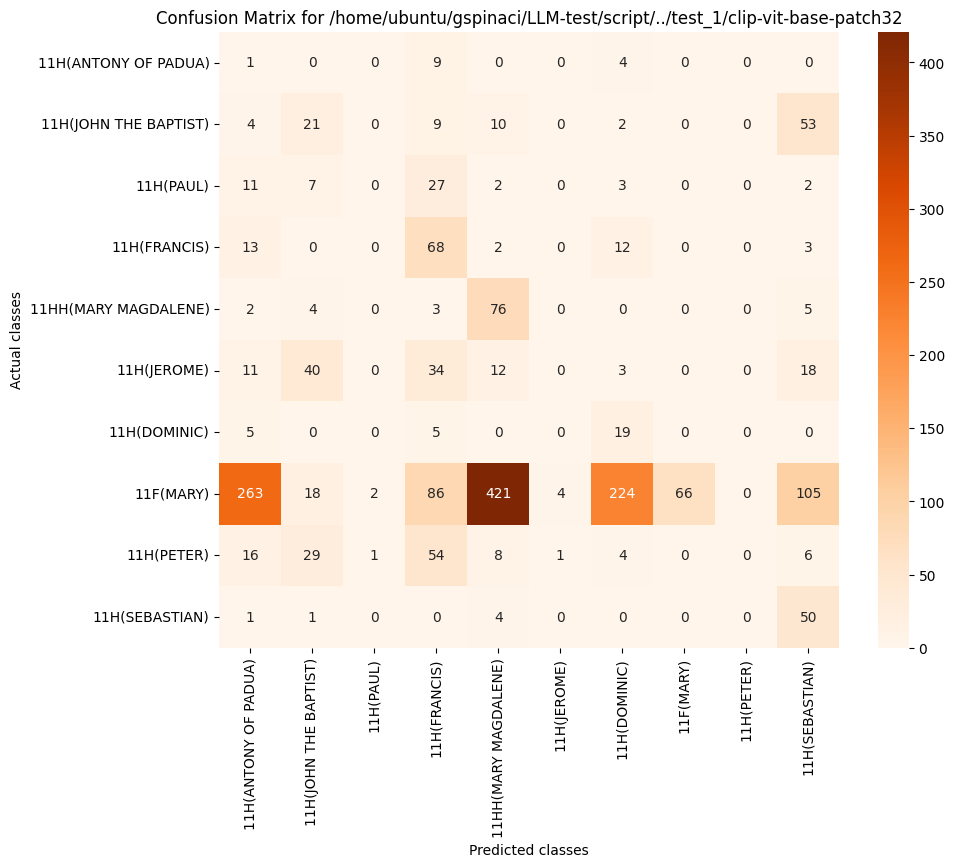 Confusion Matrix for /home/ubuntu/gspinaci/LLM-test/script/../test_1/clip-vit-base-patch32
Actual classes
11H(ANTONY OF PADUA) 1 0 0 9 0 0 4 0 0 0
11H(JOHN THE BAPTIST) 4 21 0 9 10 0 2 0 0 53
11H(PAUL) 11 7 0 27 2 0 3 0 0 2
11H(FRANCIS) 13 0 0 68 2 0 12 0 0 3
11HH(MARY MAGDALENE) 2 4 0 3 76 0 0 0 0 5
11H(JEROME) 11 40 0 34 12 0 3 0 0 18
11H(DOMINIC) 5 0 0 5 0 0 19 0 0 0
11F(MARY) 263 18 2 86 421 4 224 66 0 105
11H(PETER) 16 29 1 54 8 1 4 0 0 6
11H(SEBASTIAN) 1 1 0 0 4 0 0 0 0 50
11H(ANTONY OF PADUA)
11H(JOHN THE BAPTIST)
11H(PAUL)
11H(FRANCIS)
11HH(MARY MAGDALENE)
11H(JEROME)
11H(DOMINIC)
11F(MARY)
11H(PETER)
11H(SEBASTIAN)
Predicted classes
400
350
300
250
200
150
100
50
0